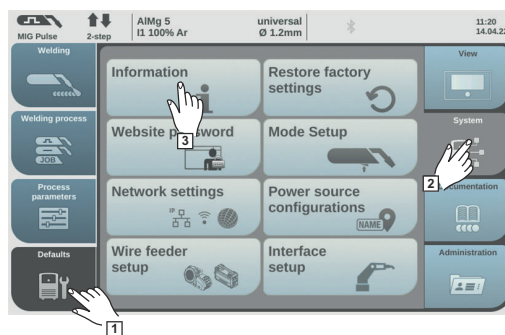 MIG Pulse
2-step
AlMg 5
I1 100% Ar
universal
Ø 1.2mm
11:20
14.04.22
Welding
Welding process
JOB
Process
parameters
Defaults
Information
Restore factory
settings
Website password
Mode Setup
Network settings
IP
Power source
configurations
NAME
Wire feeder
setup
Interface
setup
View
System
Documentation
Administration
1
2
3